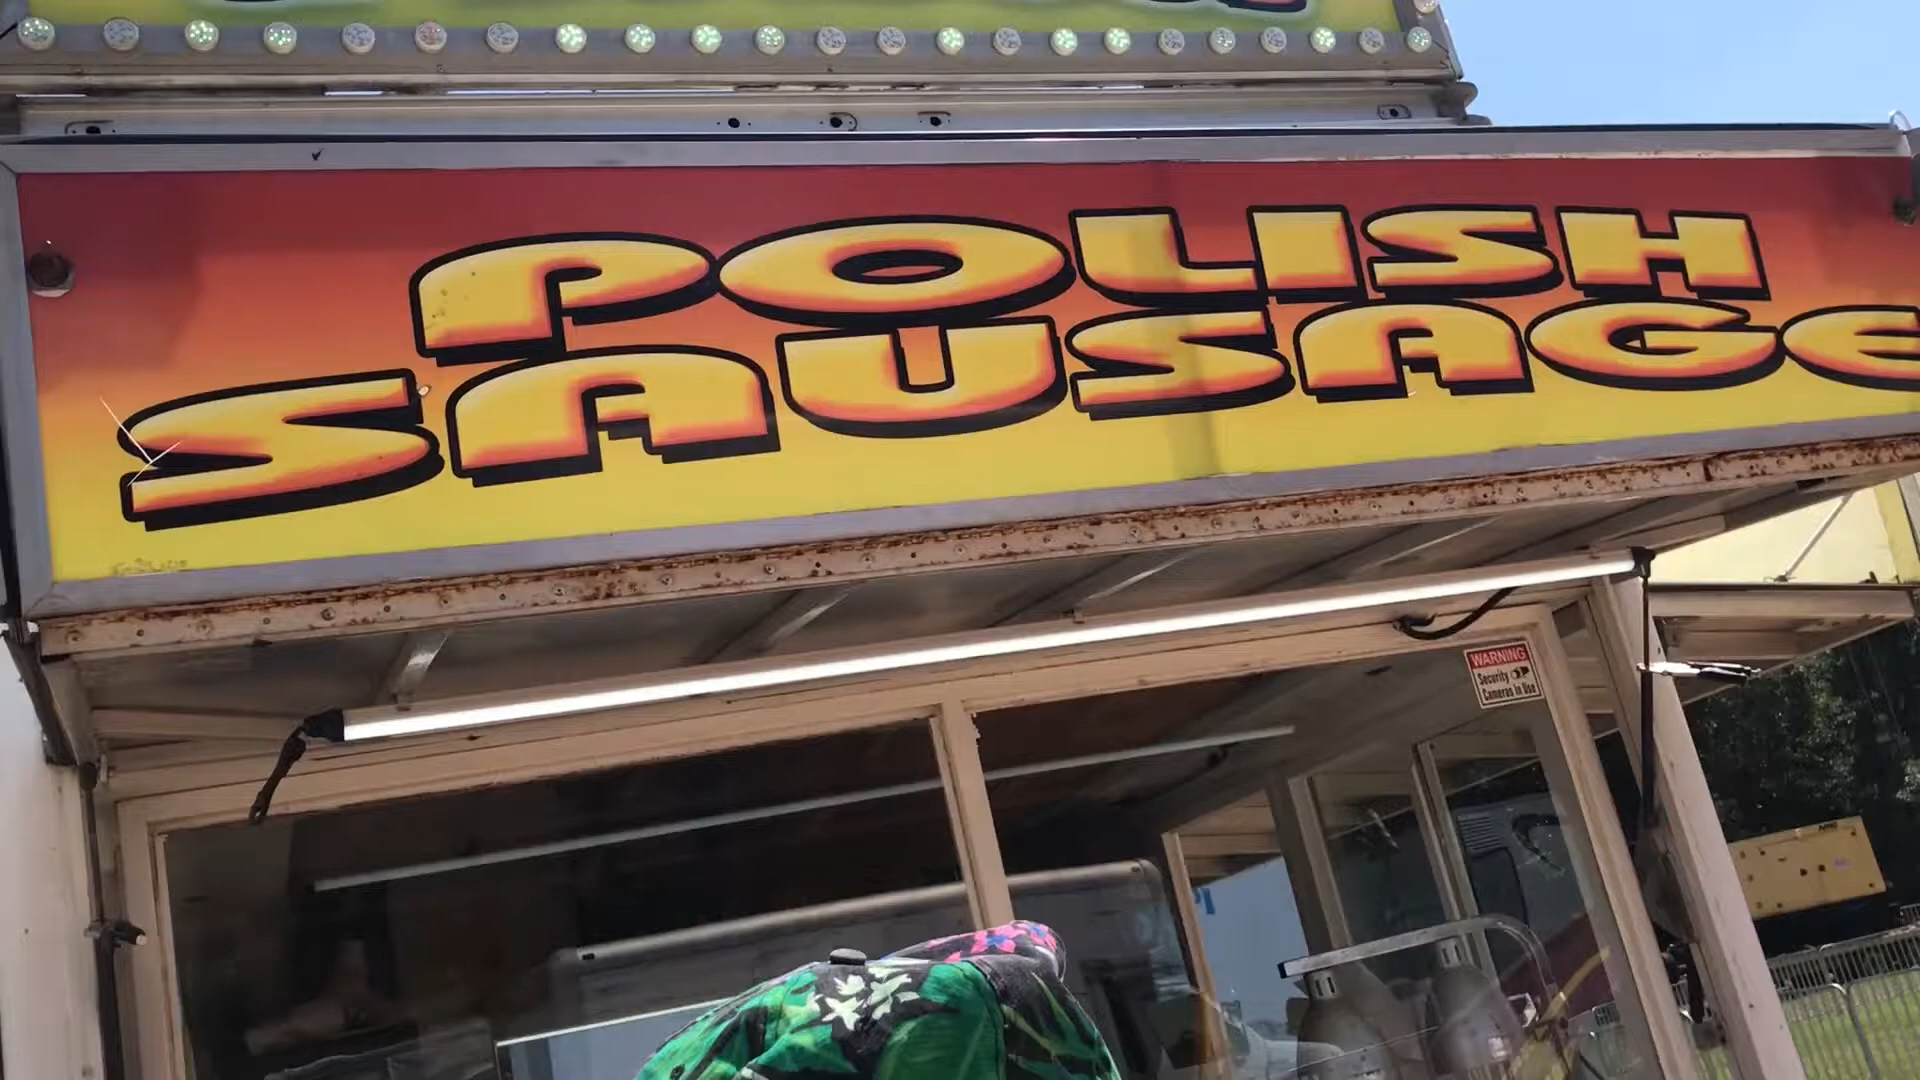 POLISH
SAUSAGE
WARNING
Security
Cameras In Use